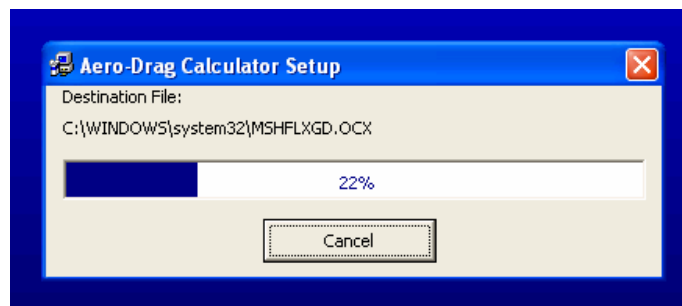 Aero-Drag Calculator Setup
Destination File:
C:\WINDOWS\system32\MSHFLXGD.OCX
22%
Cancel